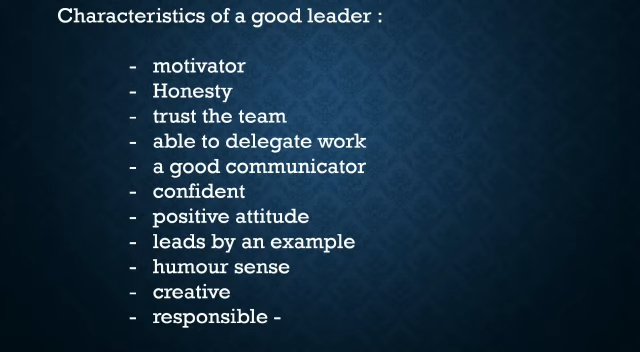 Characteristics of a good leader :
- motivator
- Honesty
- trust the team
- able to delegate work
- a good communicator
- confident
- positive attitude
- leads by an example
- humour sense
- creative
- responsible -